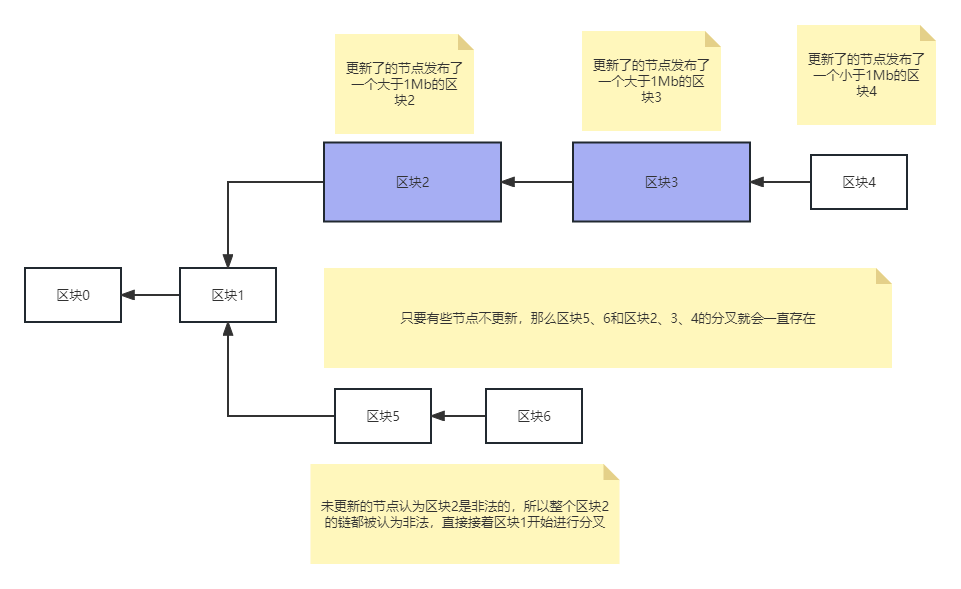 更新了的节点发布了
一个大于1Mb的区
块2
更新了的节点发布了
一个大于1Mb的区
块3
更新了的节点发布了
一个小于1Mb的区
块4
区块2
区块3
区块4
区块0
区块1
只要有些节点不更新，那么区块5、6和区块2、3、4的分叉就会一直存在
区块5
区块6
未更新的节点认为区块2是非法的，所以整个区块2
的链都被认为非法，直接接着区块1开始进行分叉